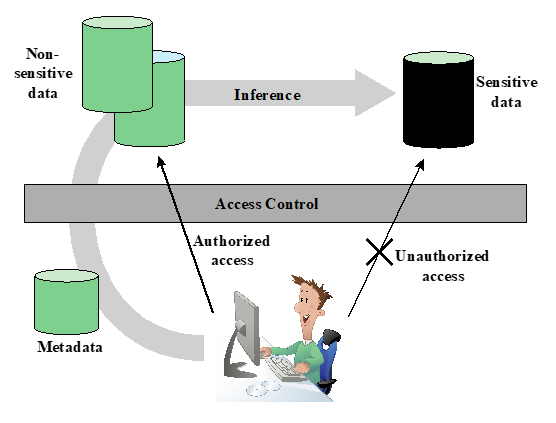 Non-
sensitive
data
Inference
Sensitive
data
Access Control
Authorized
access
Unauthorized
access
Metadata